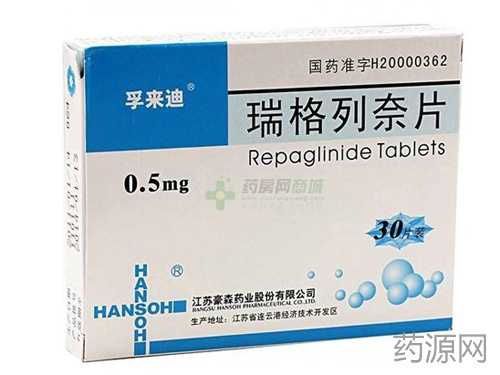 国药准字H20000362
孚来迪®
瑞格列奈片
Repaglinide Tablets
0.5mg
药房网商城
30片装
HANSOH
HANSOH
®
江苏豪森药业股份有限公司
JIANGSU HANSOH PHARMACEUTICAL CO.,LTD.
生产地址：江苏省连云港经济技术开发区
药源网